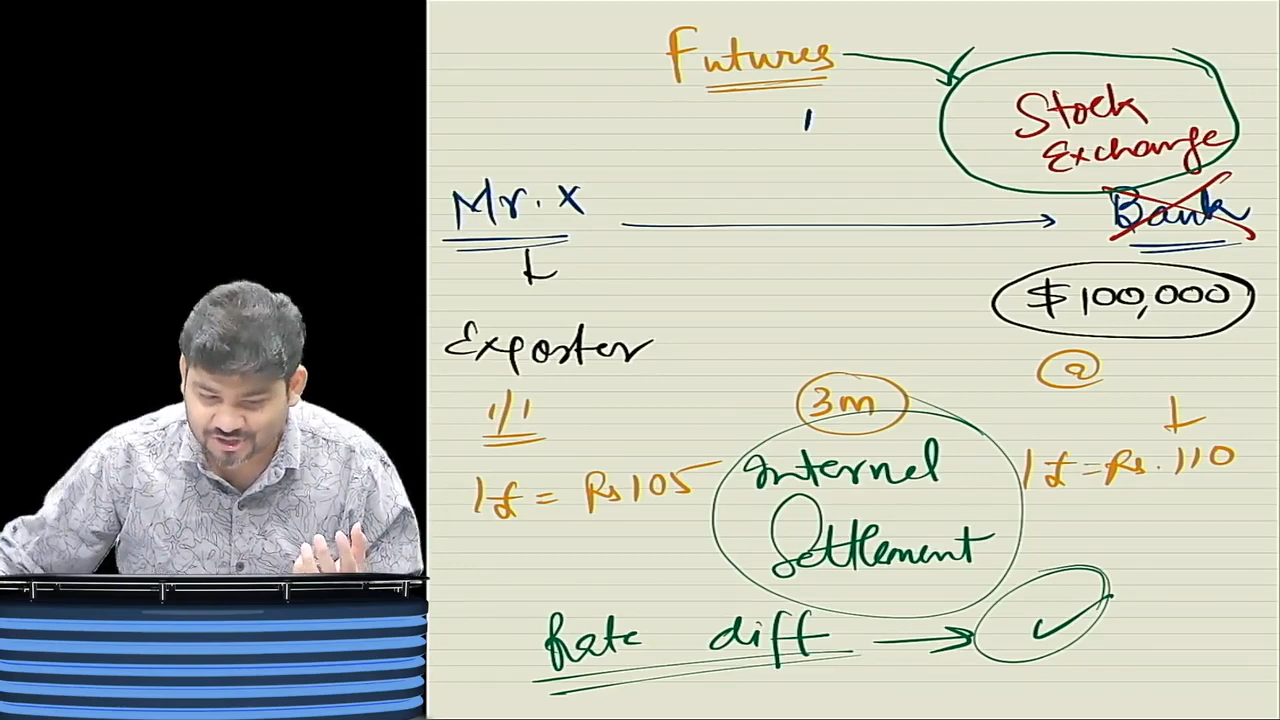 Futures
Stock
Exchange
Mr. X
Bank
$100,000
Exporter
@
1/1
3m
1£ = Rs 105
Internel
1£ = Rs. 110
Settlement
Rate diff